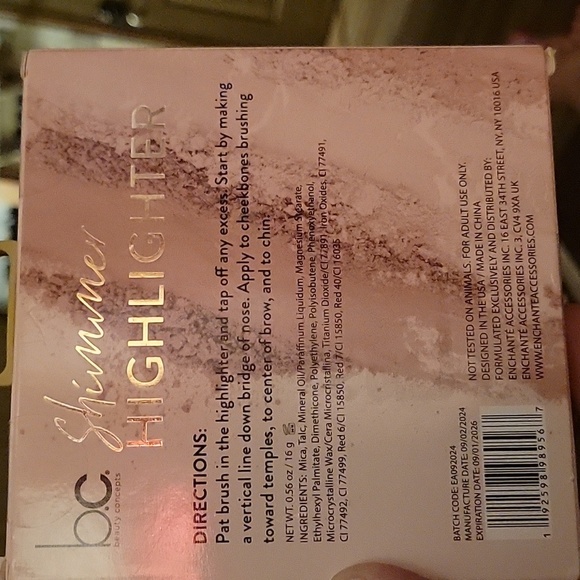 b.c.
beauty concepts
Shimmer
HIGHLIGHTER
DIRECTIONS:
Pat brush in the highlighter and tap off any excess. Start by making
a vertical line down bridge of nose. Apply to cheekbones brushing
toward temples, to center of brow, and to chin.
NET WT. 0.56 oz / 16 g
INGREDIENTS: Mica, Talc, Mineral Oil/Paraffinum Liquidum, Magnesium Stearate,
Ethylhexyl Palmitate, Dimethicone, Polyethylene, Polyisobutene, Phenoxyethanol,
Microcrystalline Wax/Cera Microcristallina, Titanium Dioxide/CI 77891, Iron Oxides, CI 77491,
CI 77492, CI 77499, Red 6/CI 15850, Red 7/CI 15850, Red 40/CI 16035
BATCH CODE: EA092024
MANUFACTURE DATE: 09/02/2024
EXPIRATION DATE: 09/01/2026
1 92598 98956 7
NOT TESTED ON ANIMALS. FOR ADULT USE ONLY.
DESIGNED IN THE USA / MADE IN CHINA
FORMULATED EXCLUSIVELY AND DISTRIBUTED BY:
ENCHANTE ACCESSORIES INC. 16 EAST 34TH STREET, NY, NY 10016 USA
ENCHANTE ACCESSORIES INC. 3, CV4 9XA UK
WWW.ENCHANTEACCESSORIES.COM